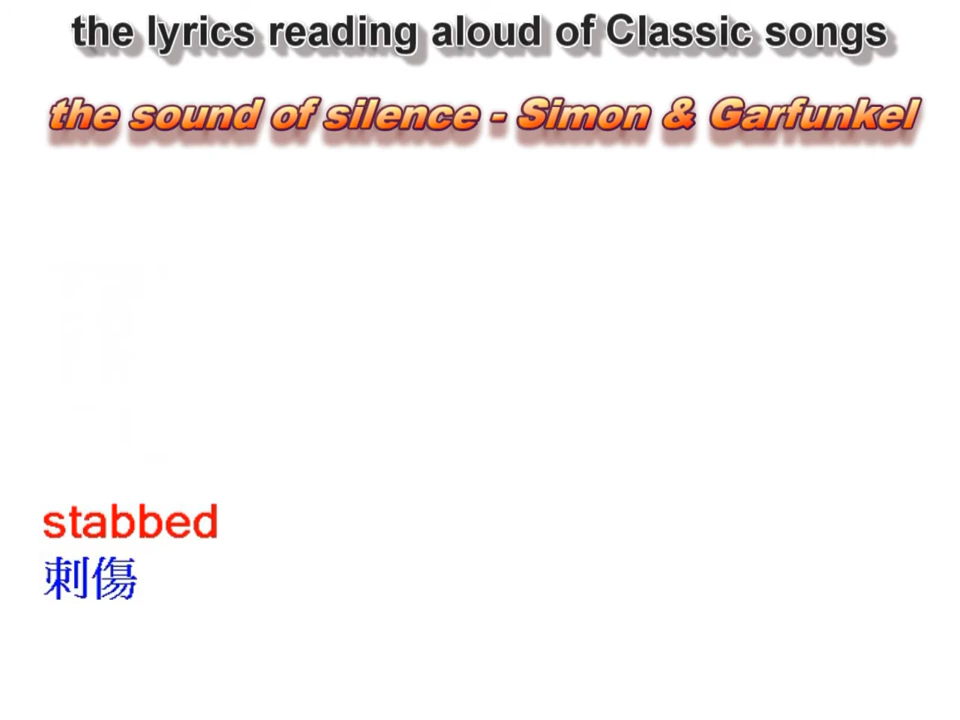 the lyrics reading aloud of Classic songs
the sound of silence - Simon & Garfunkel
stabbed
刺傷